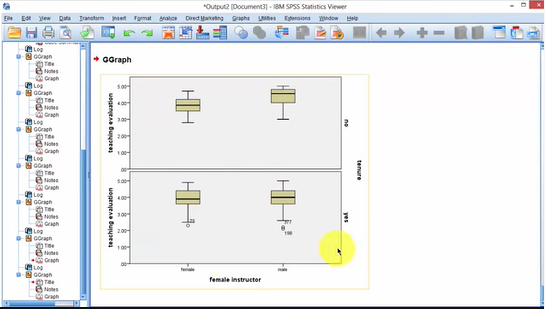 *Output2 [Document3] - IBM SPSS Statistics Viewer
File Edit View Data Transform Insert Format Analyze Direct Marketing Graphs Utilities Extensions Window Help
Log
GGraph
Title
Notes
Graph
Log
GGraph
Title
Notes
Graph
Log
GGraph
Title
Notes
Graph
Log
GGraph
Title
Notes
Graph
Log
GGraph
Title
Notes
Graph
Log
GGraph
Title
Notes
Graph
Log
GGraph
Title
Notes
Graph
GGraph
teaching evaluation
5.00
4.00
3.00
2.00
1.00
.00
no
tenure
teaching evaluation
5.00
4.00
3.00
2.00
1.00
.00
yes
198
female
male
female instructor